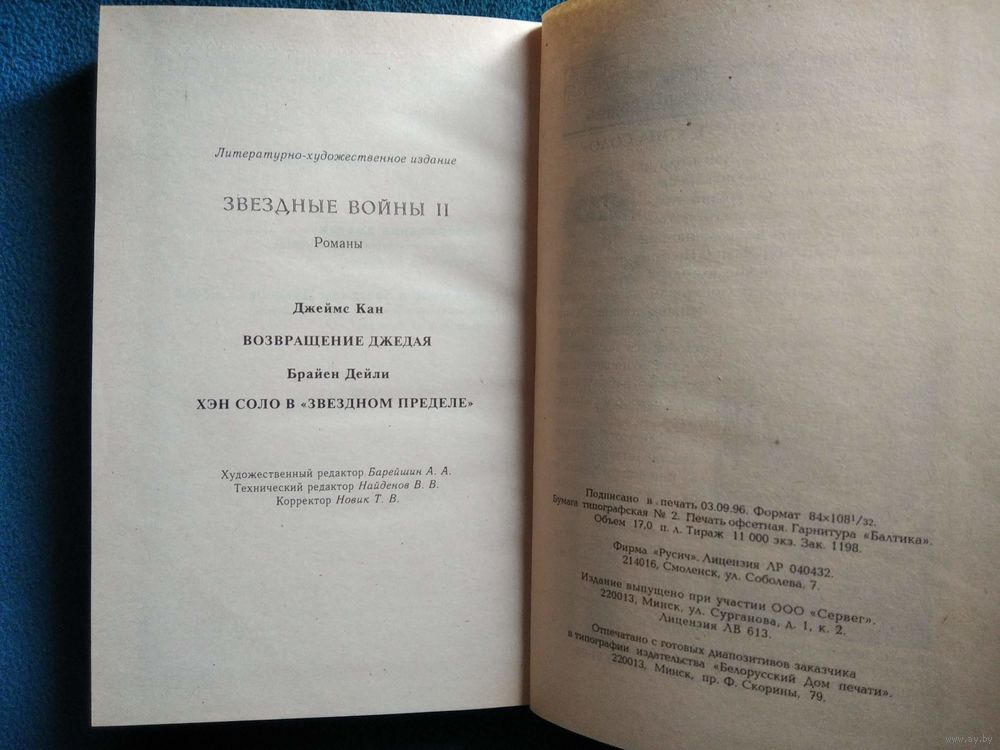 Литературно-художественное издание
ЗВЕЗДНЫЕ ВОЙНЫ II
Романы
Джеймс Кан
ВОЗВРАЩЕНИЕ ДЖЕДАЯ
Брайен Дейли
ХЭН СОЛО В «ЗВЕЗДНОМ ПРЕДЕЛЕ»
Художественный редактор Барейшин А. А.
Технический редактор Найденов В. В.
Корректор Новик Т. В.
Подписано в печать 03.09.96. Формат 84×108¹/₃₂.
Бумага типографская № 2. Печать офсетная. Гарнитура «Балтика».
Объем 17,0 п. л. Тираж 11 000 экз. Зак. 1198.
Фирма «Русич». Лицензия ЛР 040432.
214016, Смоленск, ул. Соболева, 7.
Издание выпущено при участии ООО «Сервег».
220013, Минск, ул. Сурганова, д. 1, к. 2.
Лицензия ЛВ 613.
Отпечатано с готовых диапозитивов заказчика
в типографии издательства «Белорусский Дом печати».
220013, Минск, пр. Ф. Скорины, 79.
www.ay.by